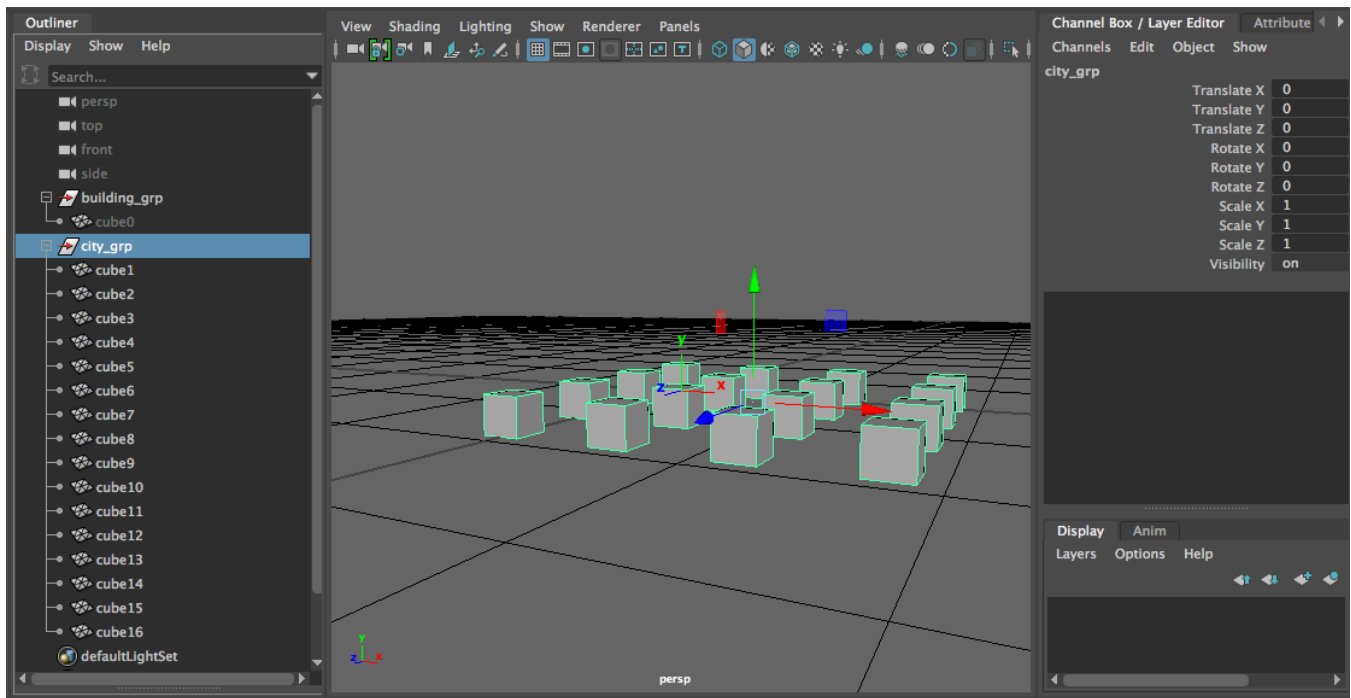 Outliner
Display Show Help
Search...
persp
top
front
side
building_grp
cube0
city_grp
cube1
cube2
cube3
cube4
cube5
cube6
cube7
cube8
cube9
cube10
cube11
cube12
cube13
cube14
cube15
cube16
defaultLightSet
View Shading Lighting Show Renderer Panels
y
z x
y
z x
persp
Channel Box / Layer Editor Attribute
Channels Edit Object Show
city_grp
Translate X 0
Translate Y 0
Translate Z 0
Rotate X 0
Rotate Y 0
Rotate Z 0
Scale X 1
Scale Y 1
Scale Z 1
Visibility on
Display Anim
Layers Options Help